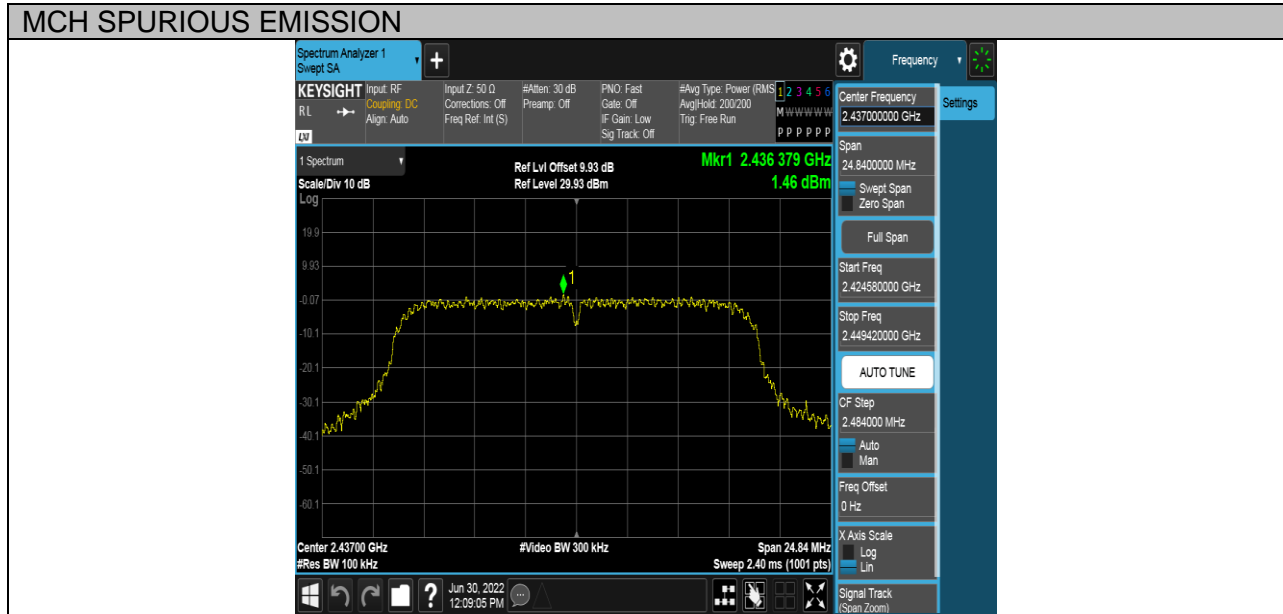 MCH SPURIOUS EMISSION
Spectrum Analyzer 1
Swept SA
+
Frequency
KEYSIGHT
RL
LXI
Input: RF
Coupling: DC
Align: Auto
Input Z: 50 Ω
Corrections: Off
Freq Ref: Int (S)
#Atten: 30 dB
Preamp: Off
PNO: Fast
Gate: Off
IF Gain: Low
Sig Track: Off
#Avg Type: Power (RMS
Avg|Hold: 200/200
Trig: Free Run
1 2 3 4 5 6
M W W W W W
P P P P P P
Center Frequency
2.437000000 GHz
Settings
Span
24.8400000 MHz
Swept Span
Zero Span
Full Span
Start Freq
2.424580000 GHz
Stop Freq
2.449420000 GHz
AUTO TUNE
CF Step
2.484000 MHz
Auto
Man
Freq Offset
0 Hz
X Axis Scale
Log
Lin
Signal Track
(Span Zoom)
1 Spectrum
Scale/Div 10 dB
Log
Ref Lvl Offset 9.93 dB
Ref Level 29.93 dBm
Mkr1 2.436 379 GHz
1.46 dBm
19.9
9.93
-0.07
-10.1
-20.1
-30.1
-40.1
-50.1
-60.1
1
Center 2.43700 GHz
#Res BW 100 kHz
#Video BW 300 kHz
Span 24.84 MHz
Sweep 2.40 ms (1001 pts)
?
Jun 30, 2022
12:09:05 PM